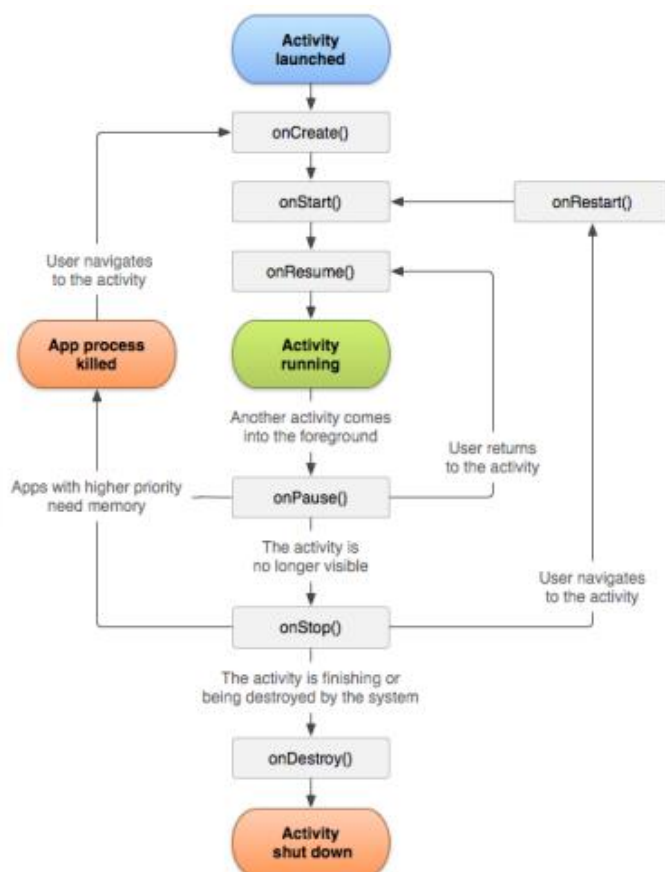 Activity
launched
onCreate()
onStart()
onRestart()
User navigates
to the activity
onResume()
App process
killed
Activity
running
Another activity comes
into the foreground
User returns
to the activity
Apps with higher priority
need memory
onPause()
The activity is
no longer visible
User navigates
to the activity
onStop()
The activity is finishing or
being destroyed by the system
onDestroy()
Activity
shut down